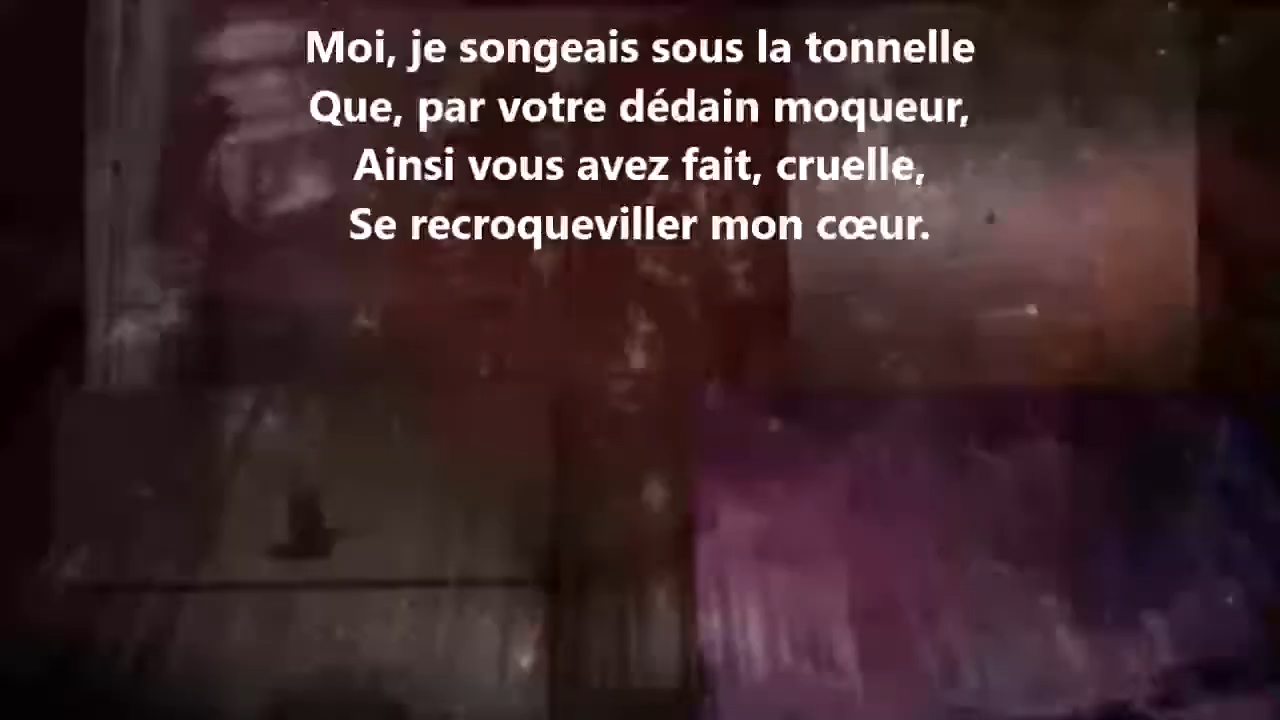 Moi, je songeais sous la tonnelle
Que, par votre dédain moqueur,
Ainsi vous avez fait, cruelle,
Se recroqueviller mon cœur.